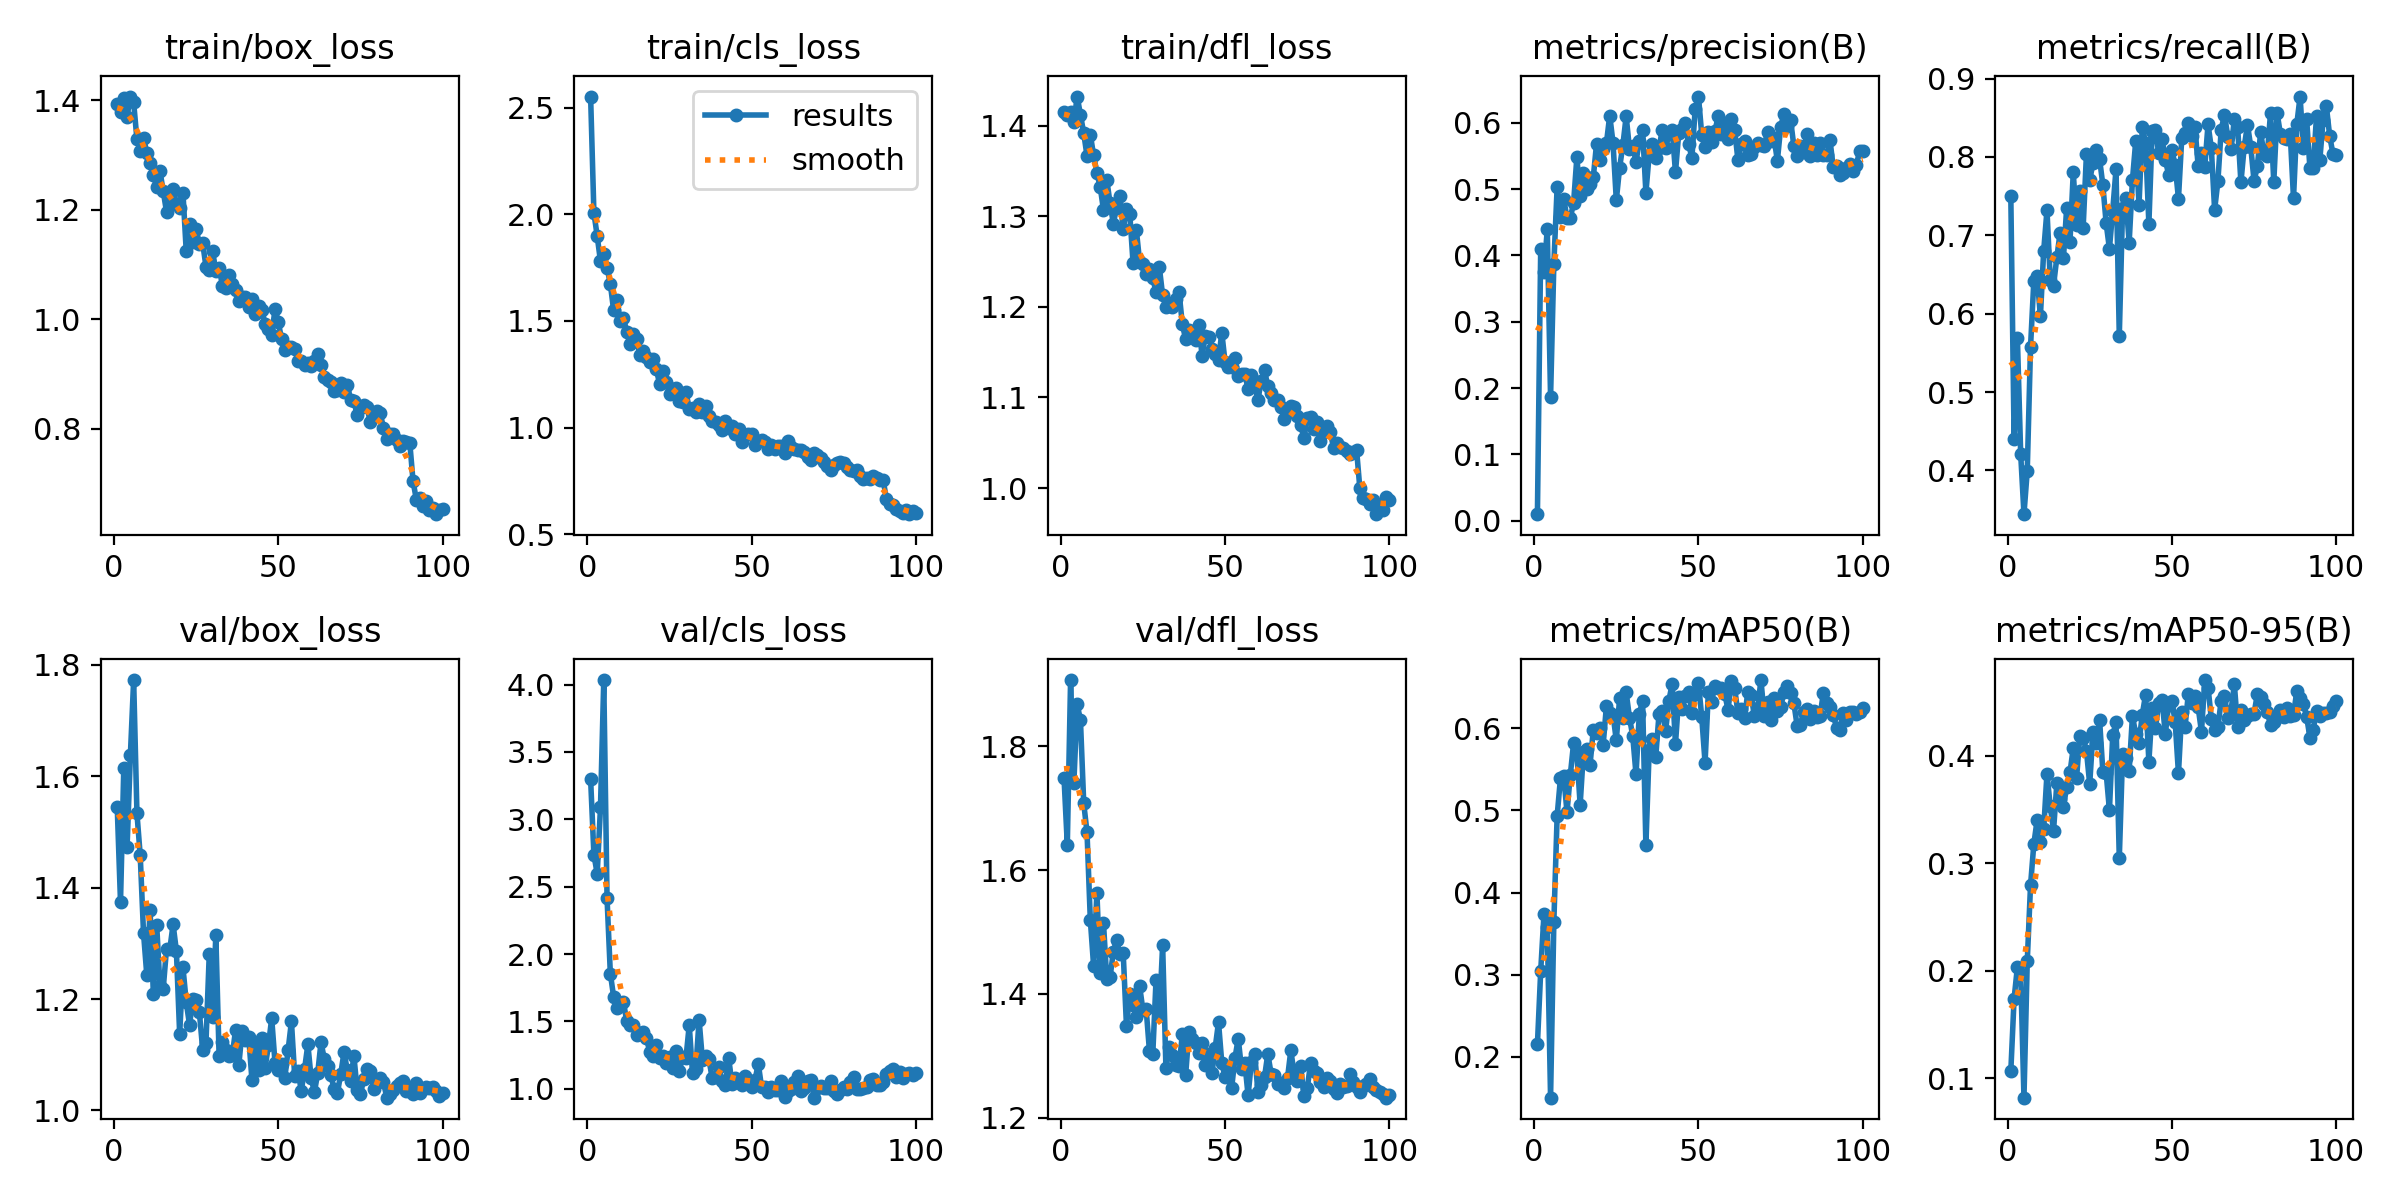 train/box_loss
1.4
1.2
1.0
0.8
0 50 100
train/cls_loss
results
smooth
2.5
2.0
1.5
1.0
0.5
0 50 100
train/dfl_loss
1.4
1.3
1.2
1.1
1.0
0 50 100
metrics/precision(B)
0.6
0.5
0.4
0.3
0.2
0.1
0.0
0 50 100
metrics/recall(B)
0.9
0.8
0.7
0.6
0.5
0.4
0 50 100
val/box_loss
1.8
1.6
1.4
1.2
1.0
0 50 100
val/cls_loss
4.0
3.5
3.0
2.5
2.0
1.5
1.0
0 50 100
val/dfl_loss
1.8
1.6
1.4
1.2
0 50 100
metrics/mAP50(B)
0.6
0.5
0.4
0.3
0.2
0 50 100
metrics/mAP50-95(B)
0.4
0.3
0.2
0.1
0 50 100